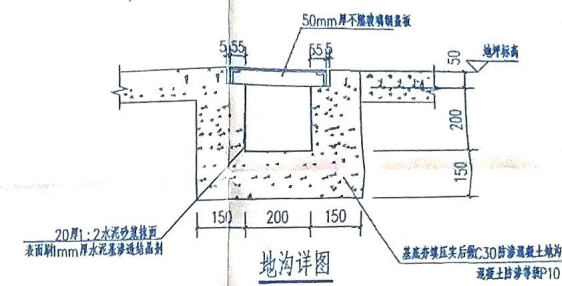 50mm厚不燃玻璃钢盖板
5 55
55 5
50
地坪标高
200
150
150
200
150
20厚1:2水泥砂浆抹面
表面刷1mm厚水泥基渗透结晶剂
地沟详图
基底夯填压实后做C30防渗混凝土地沟
混凝土防渗等级P10